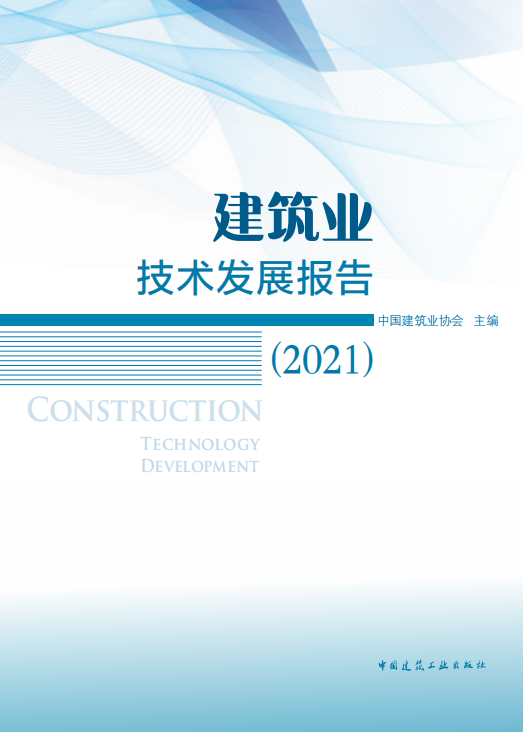 建筑业
技术发展报告
中国建筑业协会 主编
(2021)
CONSTRUCTION
TECHNOLOGY
DEVELOPMENT
中国建筑工业出版社